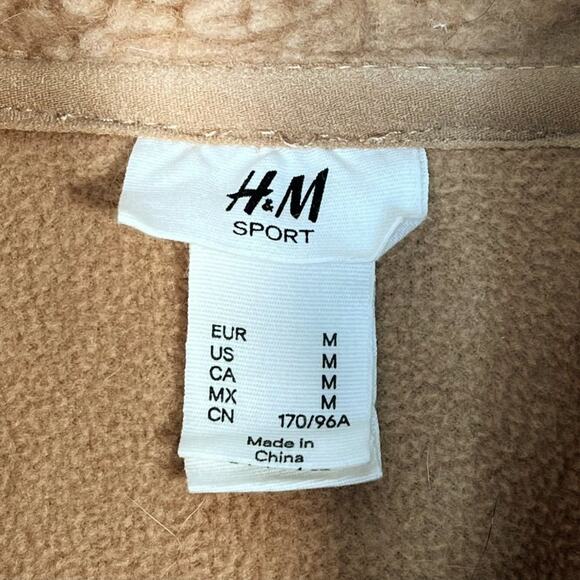 H&M
SPORT
EUR M
US M
CA M
MX M
CN 170/96A
Made in
China